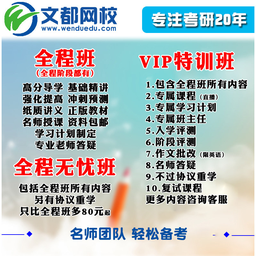 文都网校
www.wenduedu.com
专注考研20年
全程班
(全程阶段都有)
高分导学 基础精讲
强化提高 冲刺预测
纸质讲义 正版教材
名师授课 资料包邮
学习计划制定
专业老师答疑
全程无忧班
包括全程班所有内容
另有协议重学
只比全程班多80元起
VIP特训班
1.包含全程班所有内容
2.专属课程(直播)
3.专属学习计划
4.专属班主任
5.入学评测
6.阶段评测
7.作文批改(限英语)
8.名师答疑
9.不过协议重学
10.复试课程
更多内容咨询客服
名师团队 轻松备考